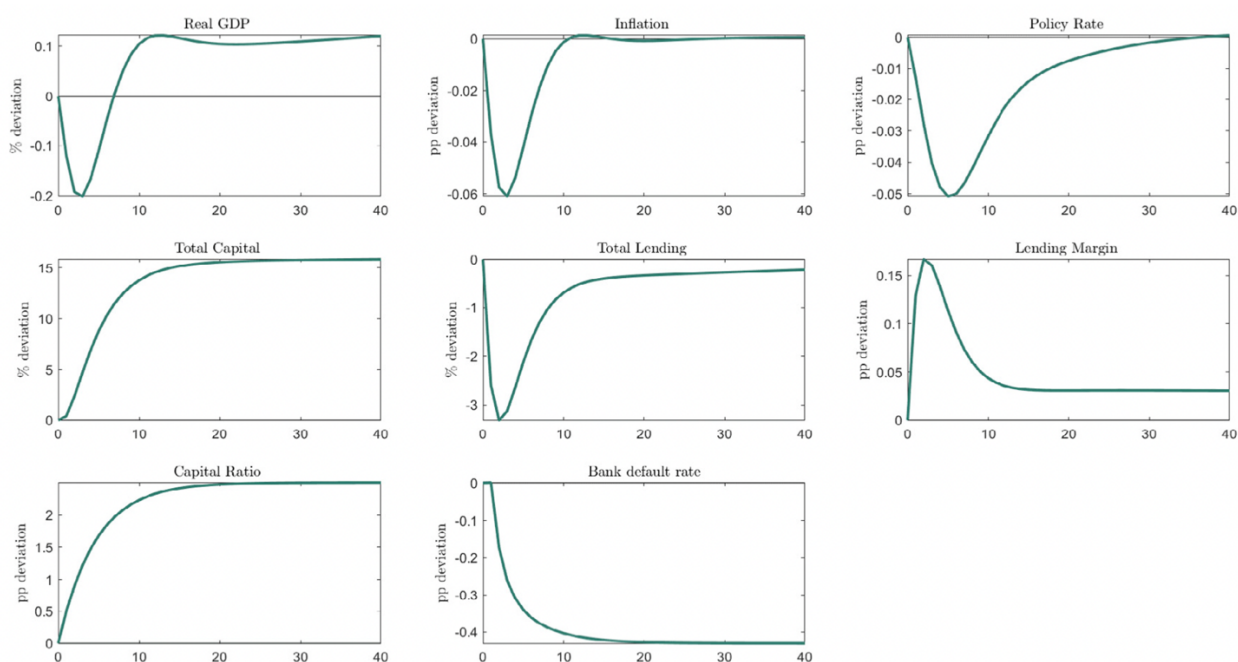 Real GDP
% deviation
0.1
0
-0.1
-0.2
0 10 20 30 40
Inflation
pp deviation
0
-0.02
-0.04
-0.06
0 10 20 30 40
Policy Rate
pp deviation
0
-0.01
-0.02
-0.03
-0.04
-0.05
0 10 20 30 40
Total Capital
% deviation
15
10
5
0
0 10 20 30 40
Total Lending
% deviation
0
-1
-2
-3
0 10 20 30 40
Lending Margin
pp deviation
0.15
0.1
0.05
0
0 10 20 30 40
Capital Ratio
pp deviation
2
1.5
1
0.5
0
0 10 20 30 40
Bank default rate
pp deviation
0
-0.1
-0.2
-0.3
-0.4
0 10 20 30 40